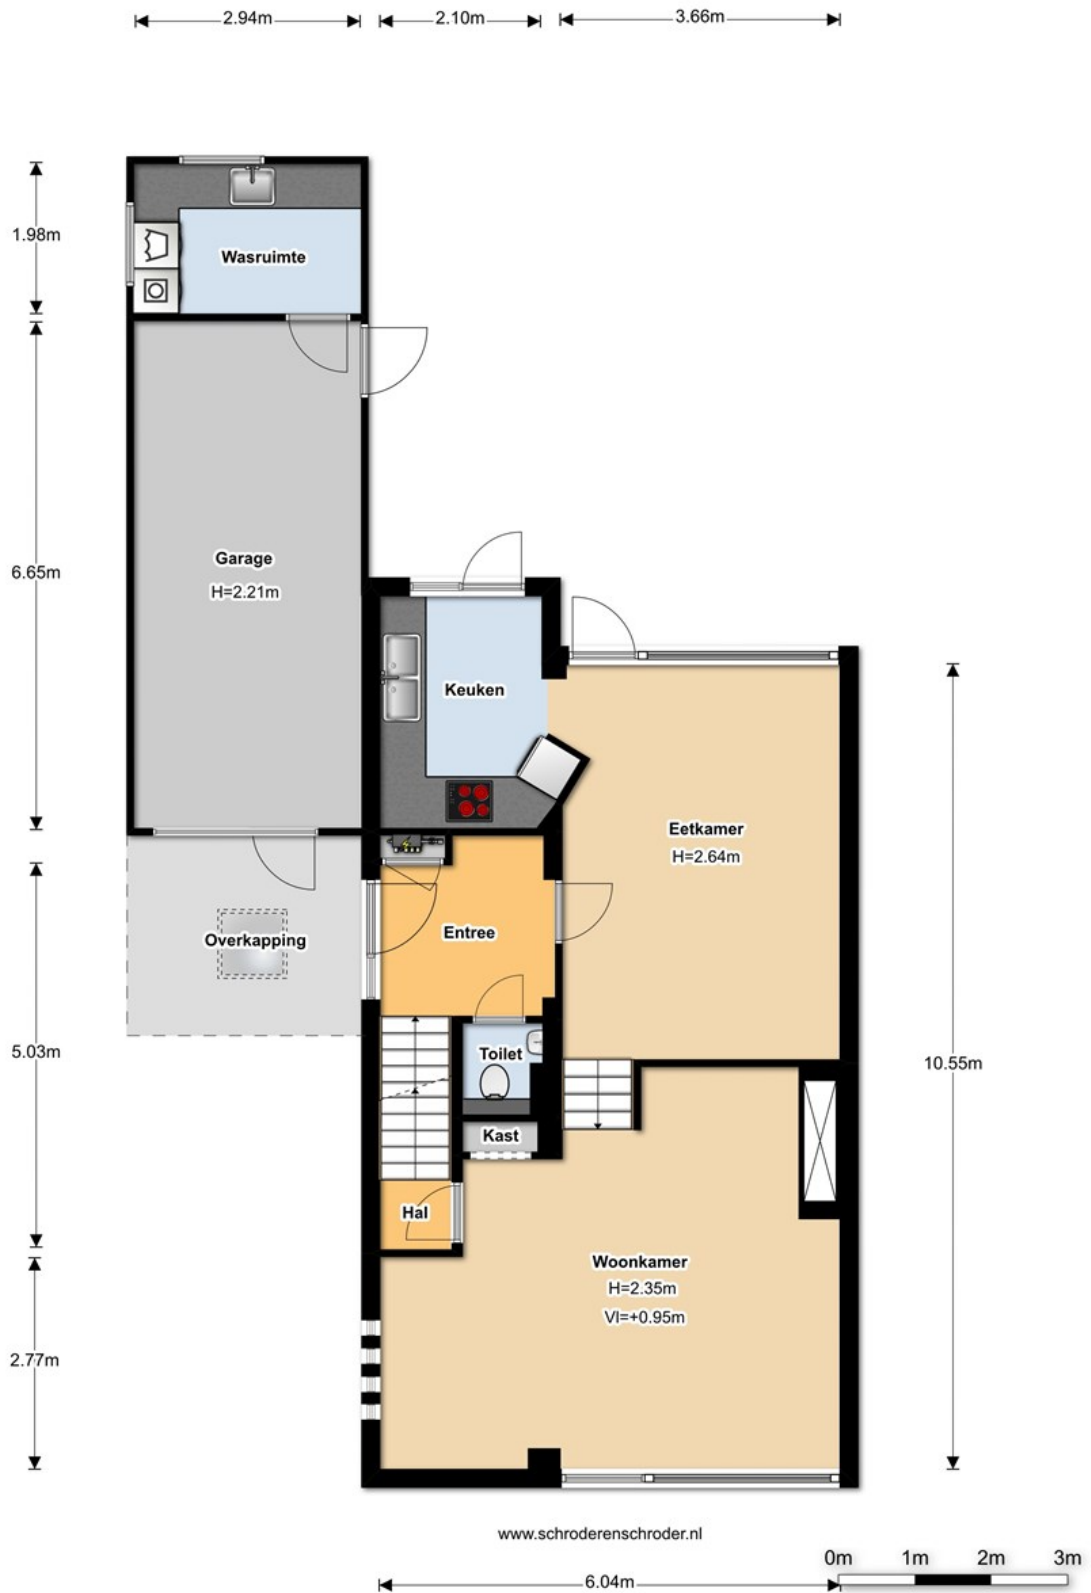 2.94m
2.10m
3.66m
1.98m
Wasruimte
6.65m
Garage
H=2.21m
Keuken
Eetkamer
H=2.64m
Entree
Overkapping
5.03m
Toilet
10.55m
Kast
Hal
Woonkamer
H=2.35m
Vl=+0.95m
2.77m
www.schroderenschroder.nl
0m 1m 2m 3m
6.04m